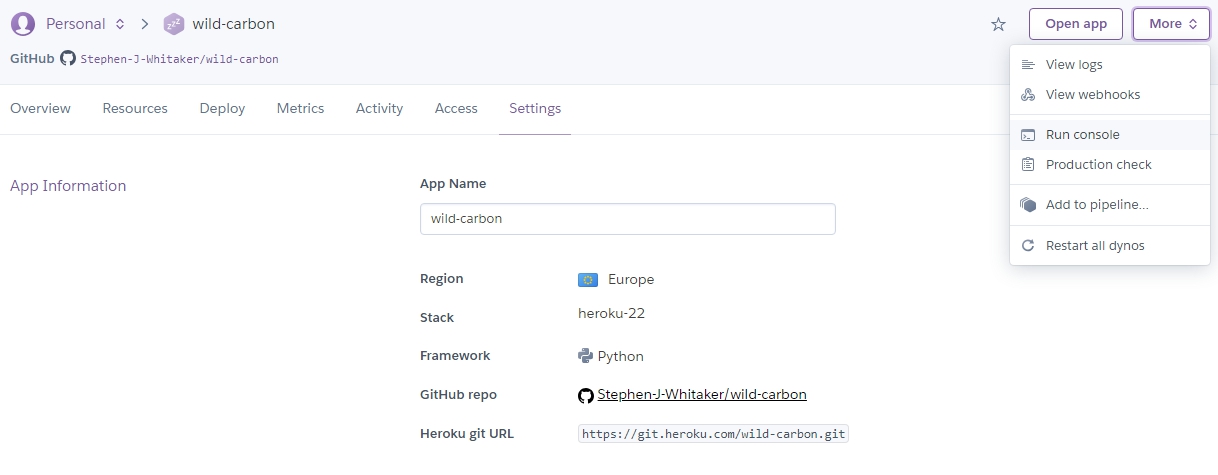 Personal wild-carbon Open app More
GitHub Stephen-J-Whitaker/wild-carbon
View logs
View webhooks
Run console
Production check
Add to pipeline...
Restart all dynos
Overview Resources Deploy Metrics Activity Access Settings
App Information
App Name
wild-carbon
Region Europe
Stack heroku-22
Framework Python
GitHub repo Stephen-J-Whitaker/wild-carbon
Heroku git URL https://git.heroku.com/wild-carbon.git